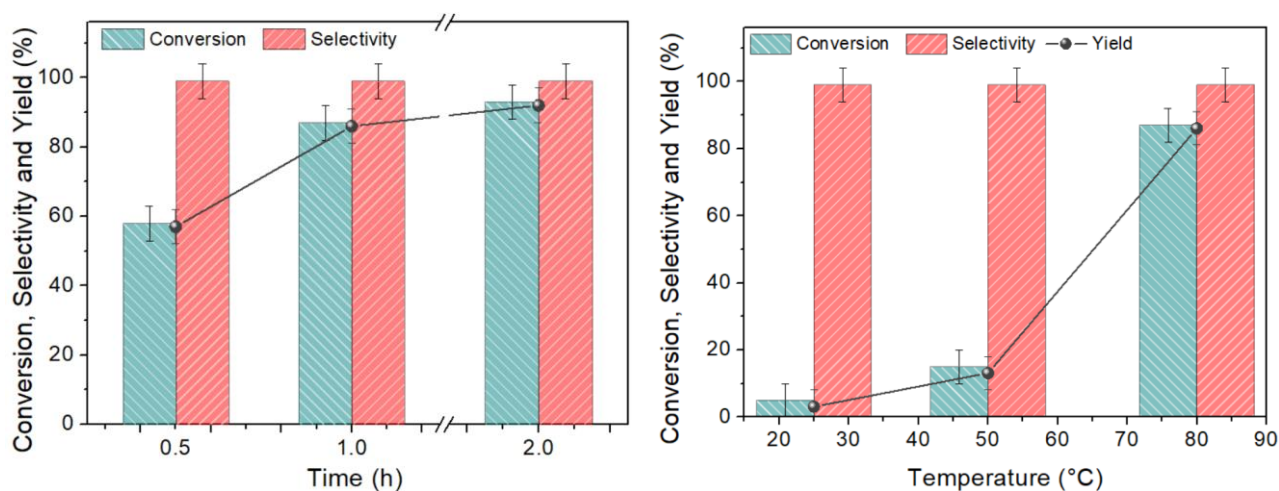 Conversion Selectivity
Conversion, Selectivity and Yield (%)
100
80
60
40
20
0
0.5 1.0 2.0
Time (h)
Conversion Selectivity Yield
Conversion, Selectivity and Yield (%)
100
80
60
40
20
0
20 30 40 50 60 70 80 90
Temperature (°C)